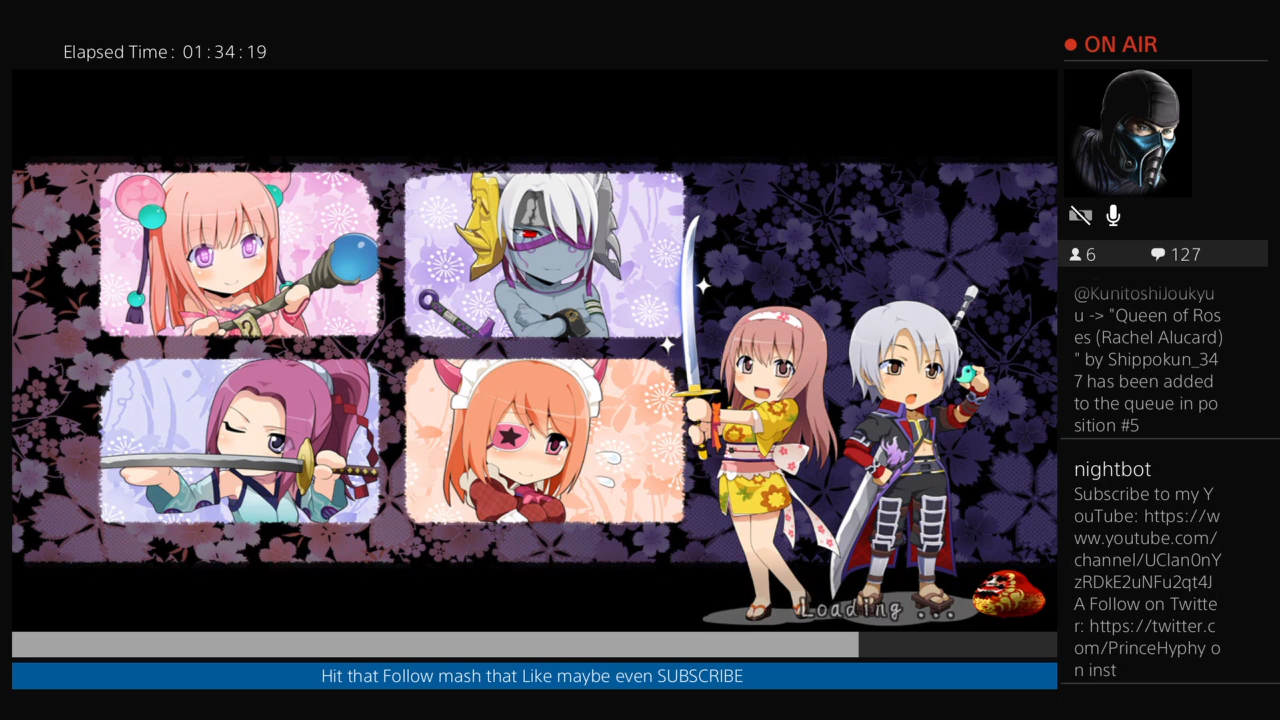 Elapsed Time: 01:34:19
ON AIR
6 127
@KunitoshiJoukyu
u -> "Queen of Ros
es (Rachel Alucard)
" by Shippokun_34
7 has been added
to the queue in po
sition #5
nightbot
Subscribe to my Y
ouTube: https://w
ww.youtube.com/
channel/UCIan0nY
zRDkE2uNFu2qt4J
A Follow on Twitte
r: https://twitter.c
om/PrinceHyphy o
n inst
Loading ...
Hit that Follow mash that Like maybe even SUBSCRIBE